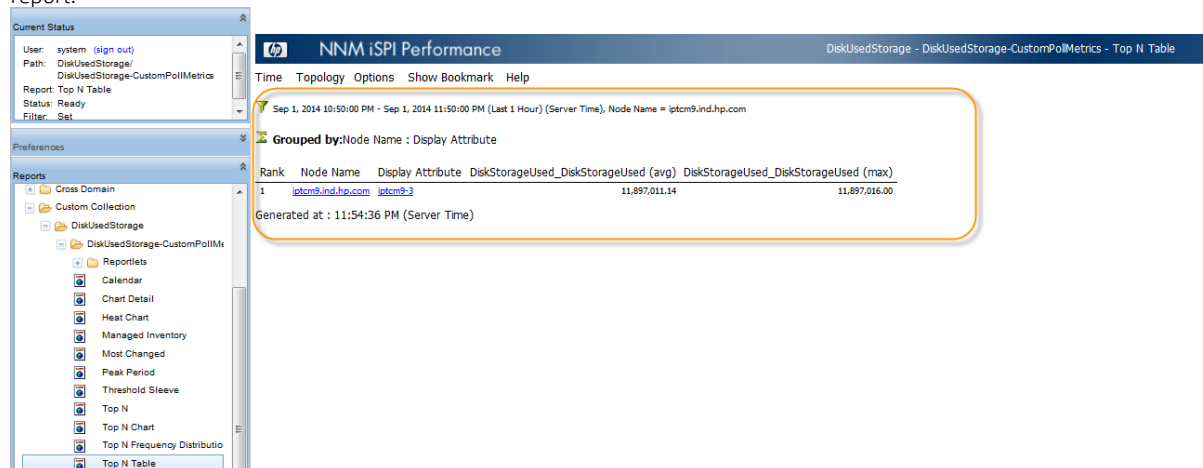 report.
Current Status
User: system (sign out)
Path: DiskUsedStorage/
DiskUsedStorage-CustomPollMetrics
Report: Top N Table
Status: Ready
Filter: Set
Preferences
Reports
Cross Domain
Custom Collection
DiskUsedStorage
DiskUsedStorage-CustomPollMe
Reportlets
Calendar
Chart Detail
Heat Chart
Managed Inventory
Most Changed
Peak Period
Threshold Sleeve
Top N
Top N Chart
Top N Frequency Distributio
Top N Table
hp NNM iSPI Performance DiskUsedStorage - DiskUsedStorage-CustomPollMetrics - Top N Table
Time Topology Options Show Bookmark Help
Sep 1, 2014 10:50:00 PM - Sep 1, 2014 11:50:00 PM (Last 1 Hour) (Server Time), Node Name = iptcm9.ind.hp.com
Grouped by:Node Name : Display Attribute
Rank Node Name Display Attribute DiskStorageUsed_DiskStorageUsed (avg) DiskStorageUsed_DiskStorageUsed (max)
1 iptcm9.ind.hp.com iptcm9-3 11,897,011.14 11,897,016.00
Generated at : 11:54:36 PM (Server Time)